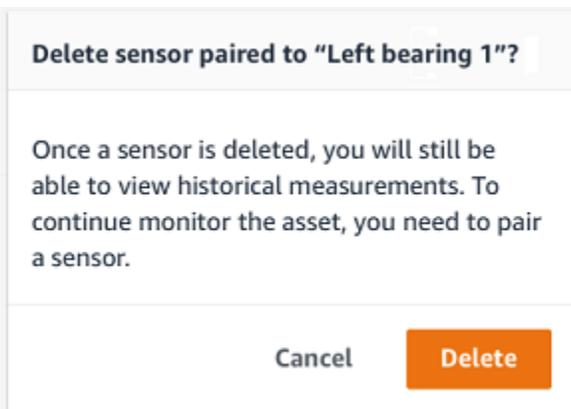 Delete sensor paired to “Left bearing 1”?
Once a sensor is deleted, you will still be
able to view historical measurements. To
continue monitor the asset, you need to pair
a sensor.
Cancel
Delete